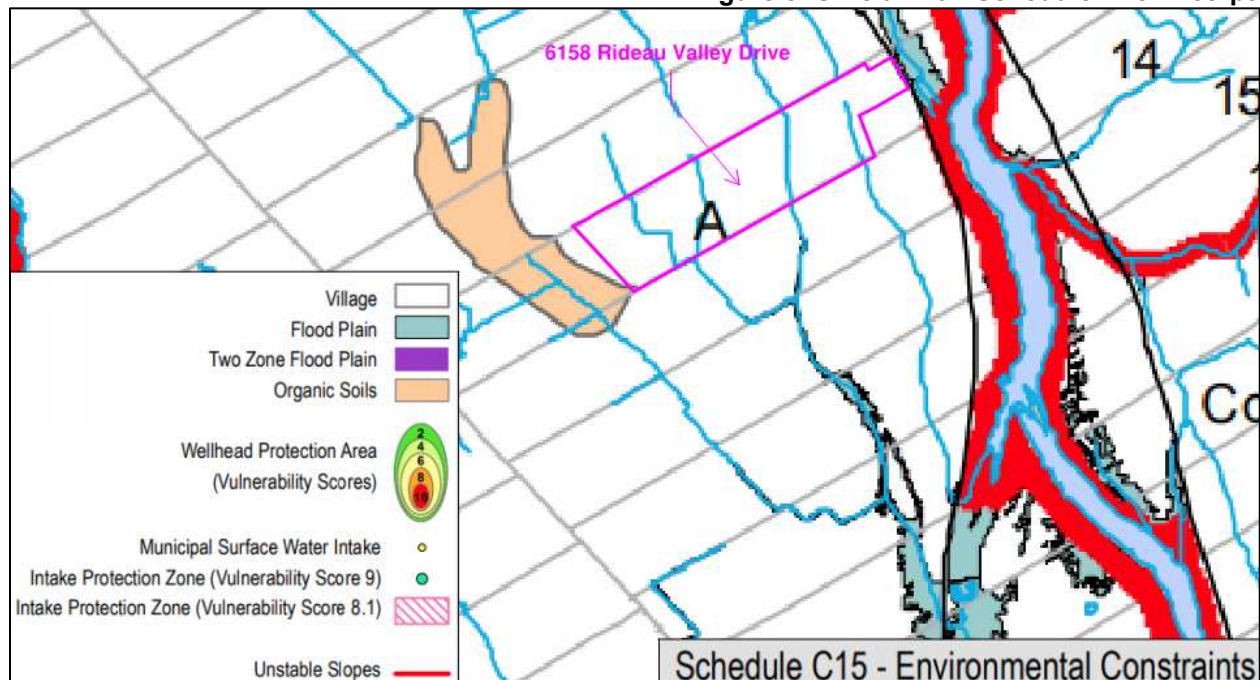 6158 Rideau Valley Drive
14
15
A
Co
Village
Flood Plain
Two Zone Flood Plain
Organic Soils
2
4
6
8
10
Wellhead Protection Area
(Vulnerability Scores)
Municipal Surface Water Intake
Intake Protection Zone (Vulnerability Score 9)
Intake Protection Zone (Vulnerability Score 8.1)
Unstable Slopes
Schedule C15 - Environmental Constraints